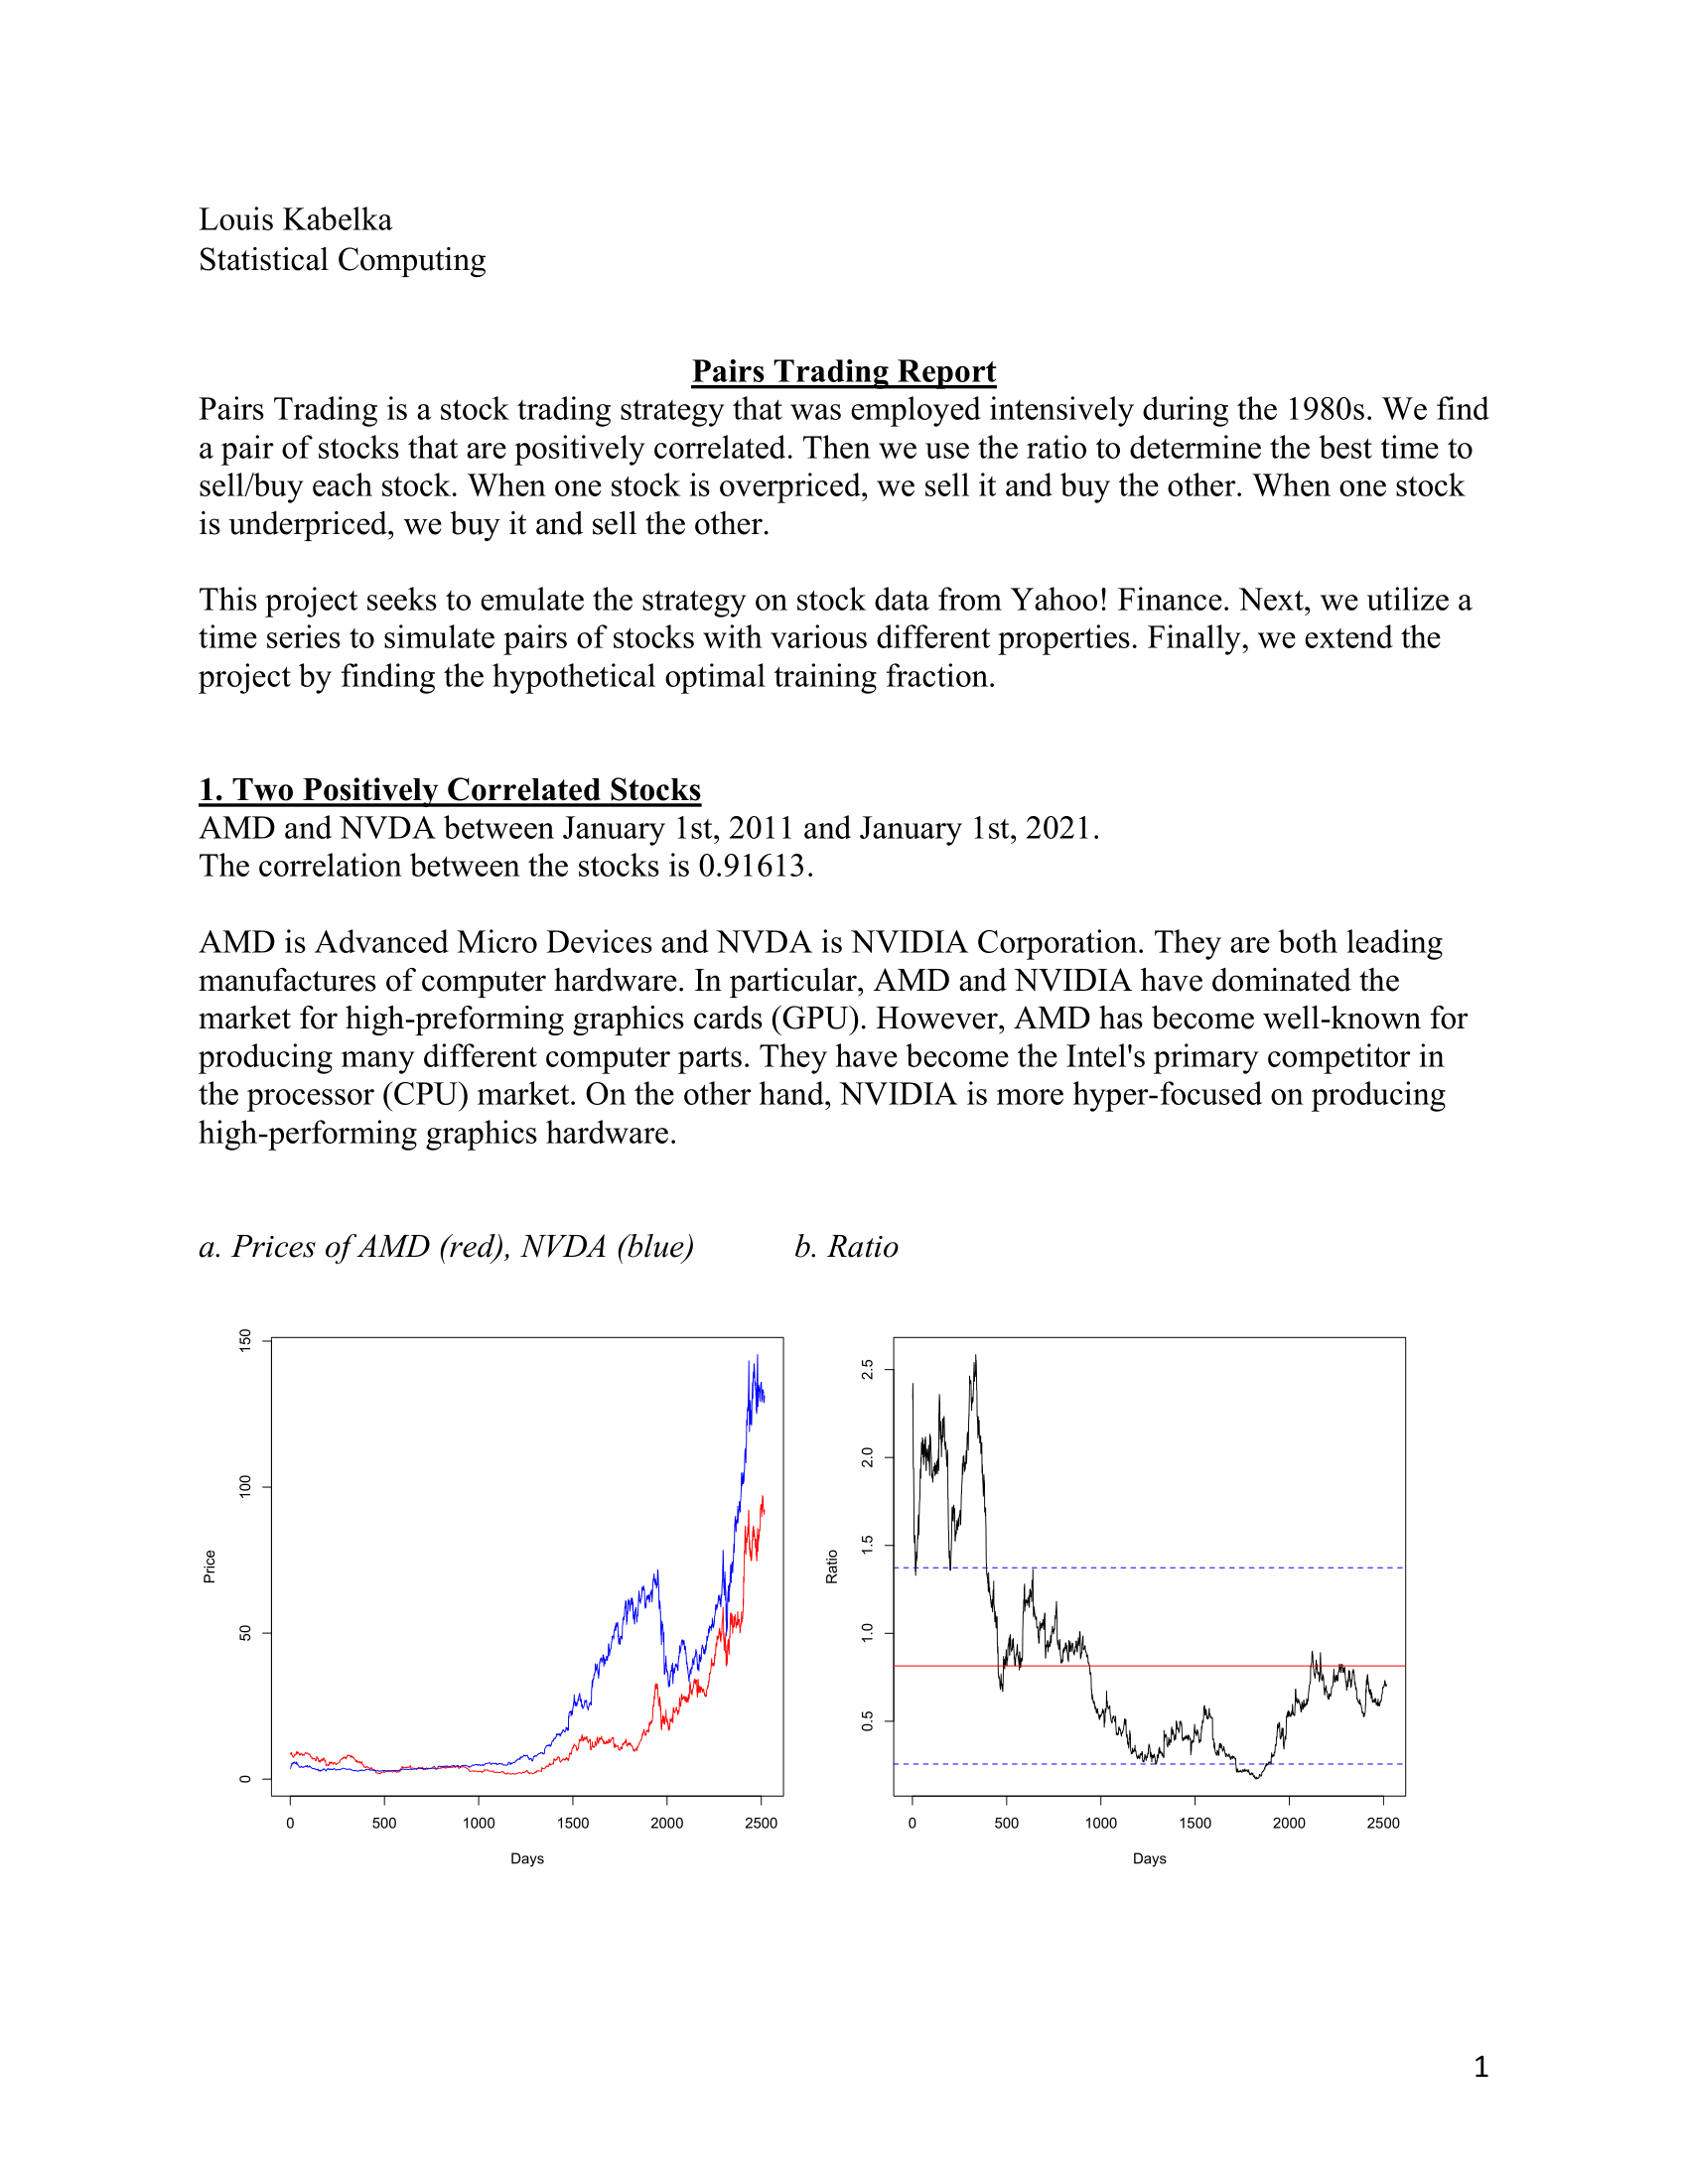 Louis Kabelka
Statistical Computing
Pairs Trading Report
Pairs Trading is a stock trading strategy that was employed intensively during the 1980s. We find
a pair of stocks that are positively correlated. Then we use the ratio to determine the best time to
sell/buy each stock. When one stock is overpriced, we sell it and buy the other. When one stock
is underpriced, we buy it and sell the other.
This project seeks to emulate the strategy on stock data from Yahoo! Finance. Next, we utilize a
time series to simulate pairs of stocks with various different properties. Finally, we extend the
project by finding the hypothetical optimal training fraction.
1. Two Positively Correlated Stocks
AMD and NVDA between January 1st, 2011 and January 1st, 2021.
The correlation between the stocks is 0.91613.
AMD is Advanced Micro Devices and NVDA is NVIDIA Corporation. They are both leading
manufactures of computer hardware. In particular, AMD and NVIDIA have dominated the
market for high-preforming graphics cards (GPU). However, AMD has become well-known for
producing many different computer parts. They have become the Intel's primary competitor in
the processor (CPU) market. On the other hand, NVIDIA is more hyper-focused on producing
high-performing graphics hardware.
a. Prices of AMD (red), NVDA (blue) b. Ratio
150
100
50
0
Price
0 500 1000 1500 2000 2500
Days
2.5
2.0
1.5
1.0
0.5
Ratio
0 500 1000 1500 2000 2500
Days
1